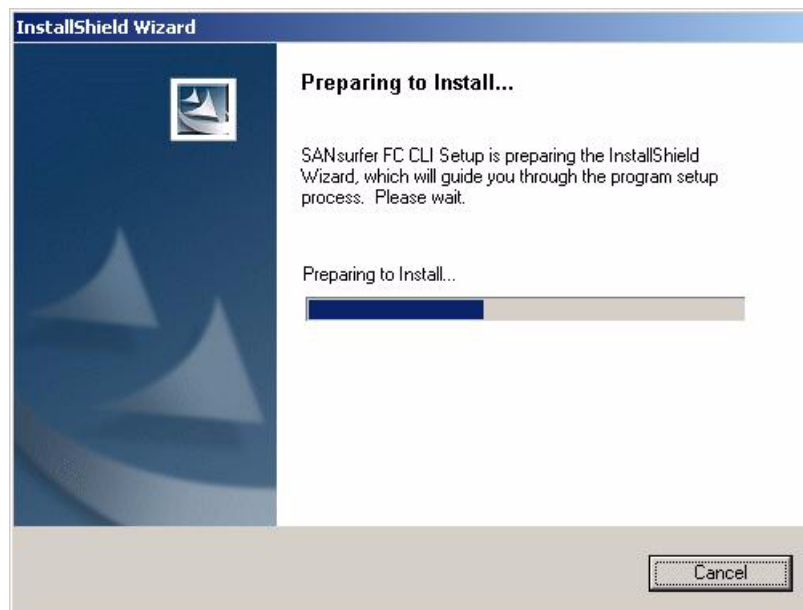 InstallShield Wizard
Preparing to Install...
SANsurfer FC CLI Setup is preparing the InstallShield
Wizard, which will guide you through the program setup
process.  Please wait.
Preparing to Install...
Cancel